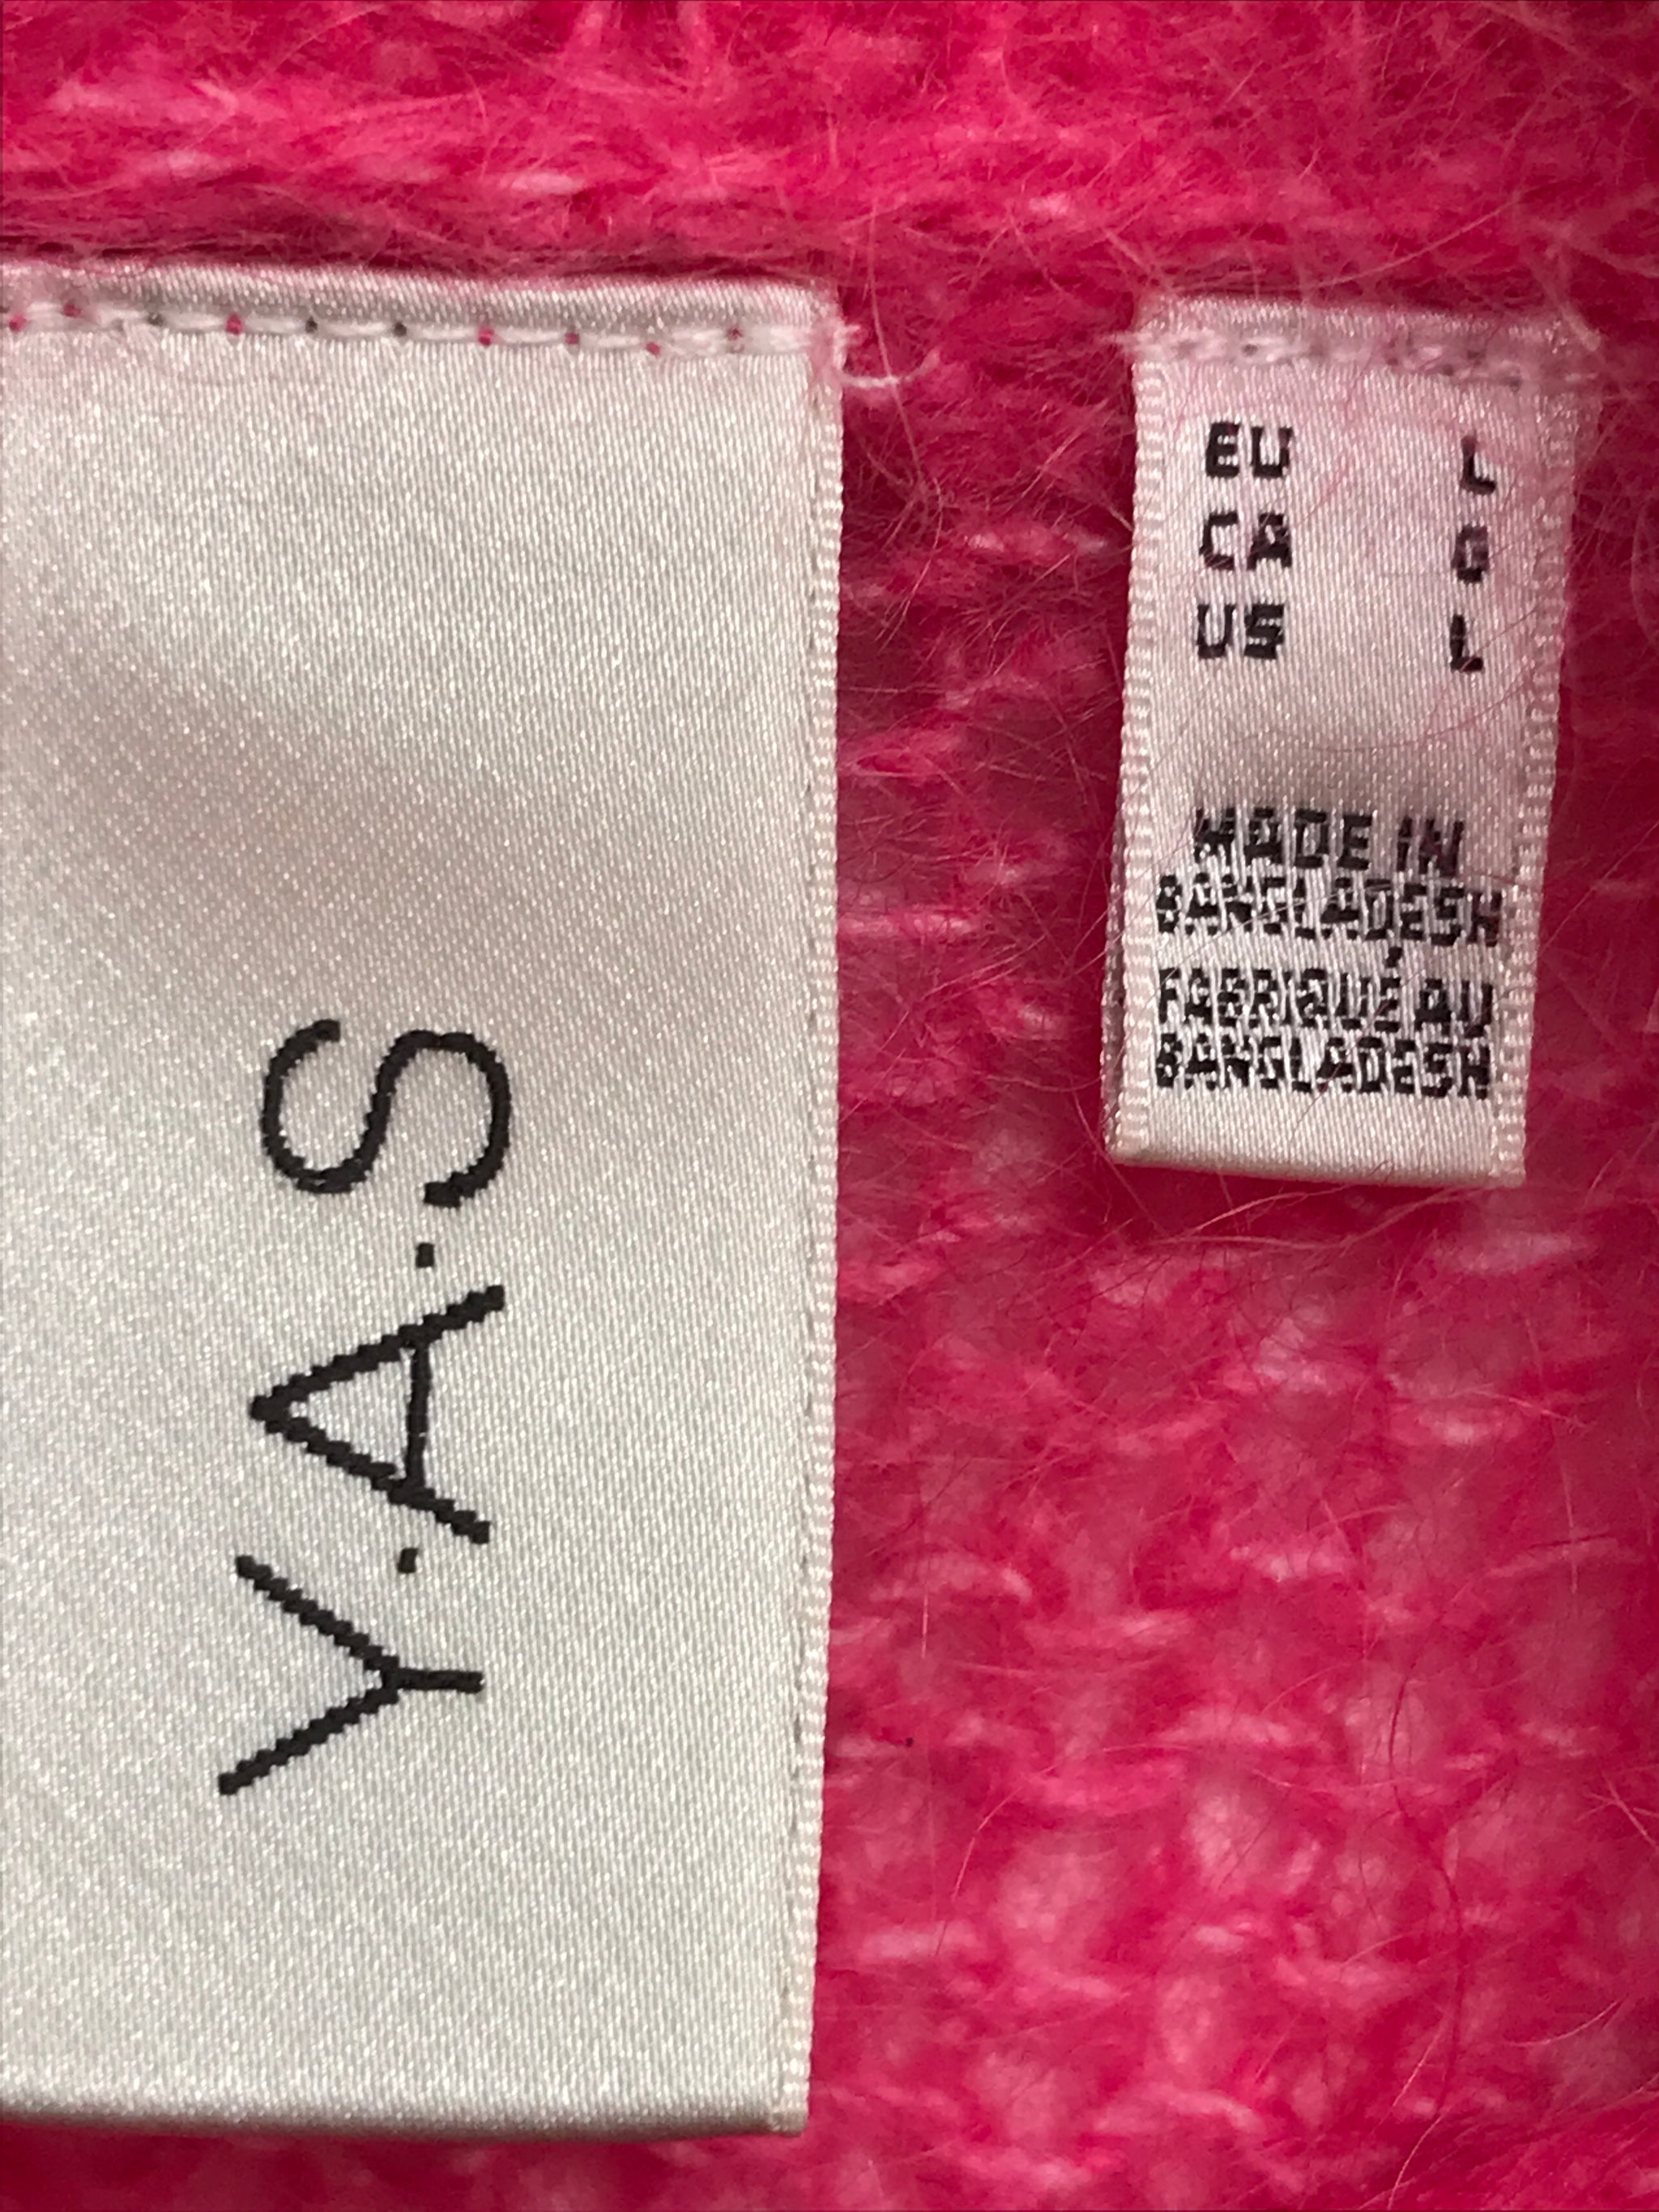 Y.A.S
EU L
CA G
US L
MADE IN
BANGLADESH
FABRIQUÉ AU
BANGLADESH